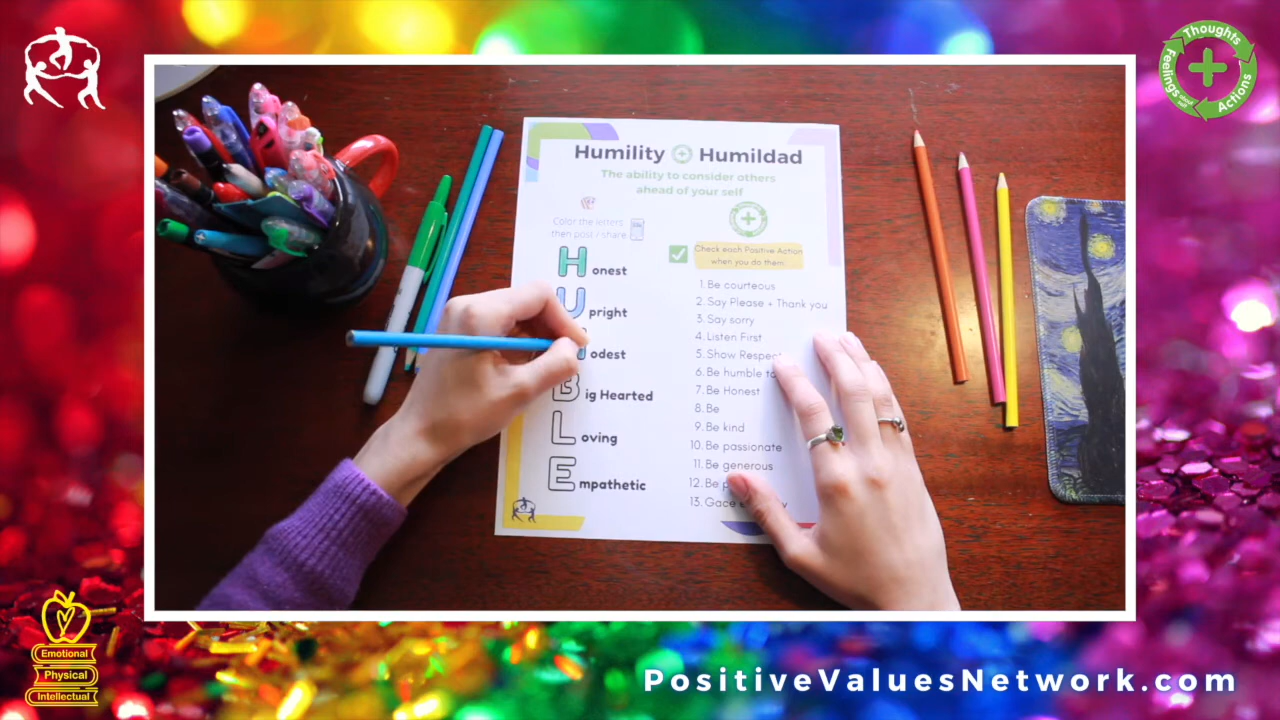 Thoughts
Feelings
about
self
Actions
Humility Humildad
The ability to consider others
ahead of your self
Color the letters
then post / share
Check each Positive Action
when you do them.
Honest
Upright
odest
Big Hearted
Loving
Empathetic
1. Be courteous
2. Say Please + Thank you
3. Say sorry
4. Listen First
5. Show Respect
6. Be humble
7. Be Honest
8. Be
9. Be kind
10. Be passionate
11. Be generous
12. Be
13.
Emotional
Physical
Intellectual
PositiveValuesNetwork.com